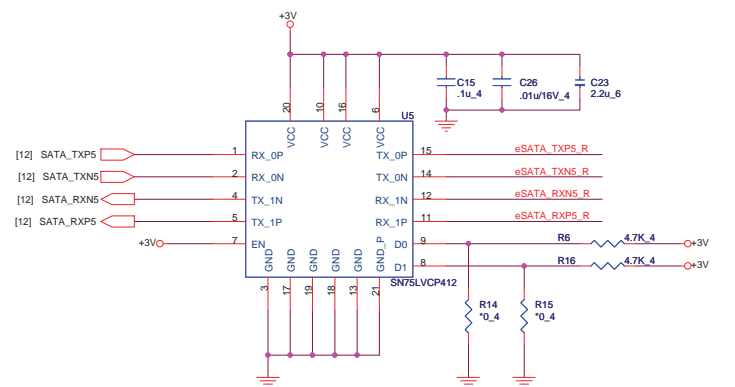 +3V
C15
.1u_4
C26
.01u/16V_4
C23
2.2u_6
20
10
16
6
U5
VCC
VCC
VCC
VCC
[12] SATA_TXP5
1
RX_0P
TX_0P
15
eSATA_TXP5_R
[12] SATA_TXN5
2
RX_0N
TX_0N
14
eSATA_TXN5_R
[12] SATA_RXN5
4
TX_1N
RX_1N
12
eSATA_RXN5_R
[12] SATA_RXP5
5
TX_1P
RX_1P
11
eSATA_RXP5_R
+3V
7
EN
D0
9
R6
4.7K_4
+3V
D1
8
R16
4.7K_4
+3V
GND
GND
GND
GND
GND
GND_P
SN75LVCP412
3
17
19
18
13
21
R14
*0_4
R15
*0_4